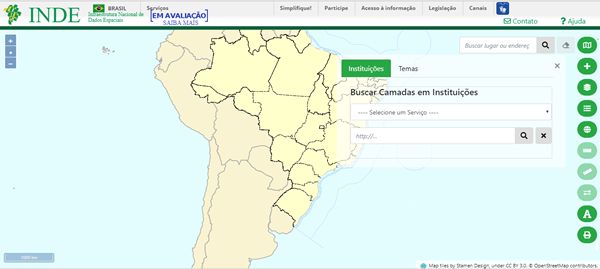 INDE
BRASIL
Serviços
Infraestrutura Nacional de
Dados Espaciais
[EM AVALIAÇÃO]
SAIBA MAIS
Simplifique!
Participe
Acesso à informação
Legislação
Canais
Contato
? Ajuda
+
-
Buscar lugar ou endereç
Instituições
Temas
×
Buscar Camadas em Instituições
---- Selecione um Serviço ----
http://...
1000 km
A
Map tiles by Stamen Design, under CC BY 3.0. © OpenStreetMap contributors.